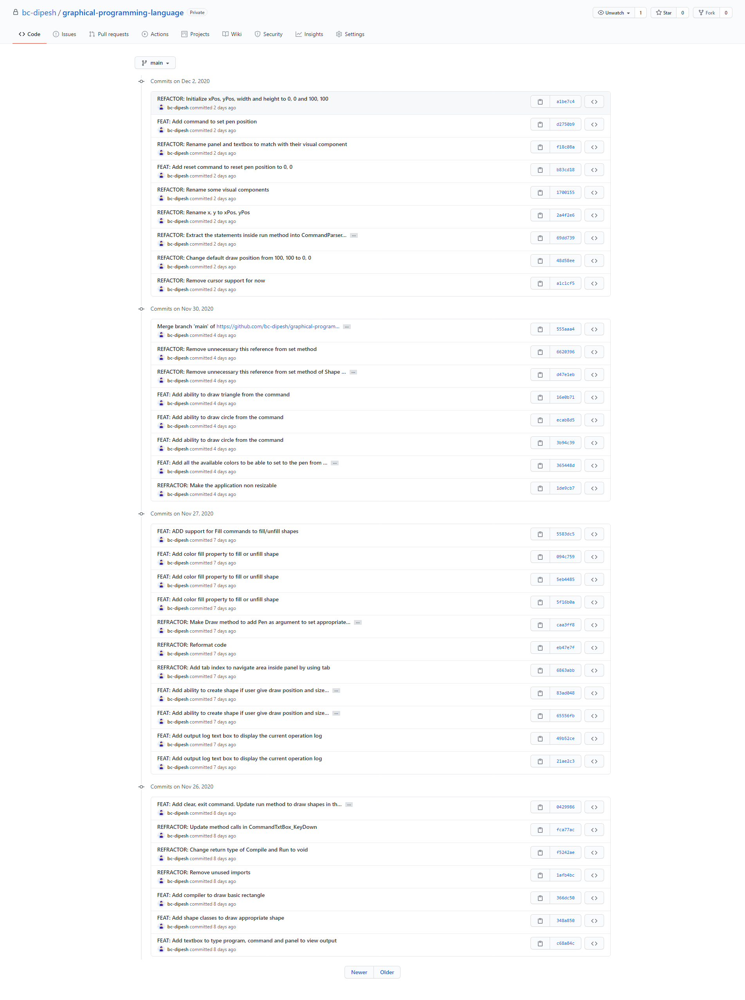 bc-dipesh / graphical-programming-language Private
Unwatch 1 Star 0 Fork 0
Code Issues Pull requests Actions Projects Wiki Security Insights Settings
main
Commits on Dec 2, 2020
REFACTOR: Initialize xPos, yPos, width and height to 0, 0 and 100, 100
bc-dipesh committed 2 days ago
a1be7c4
FEAT: Add command to set pen position
bc-dipesh committed 2 days ago
d2750b9
REFACTOR: Rename panel and textbox to match with their visual component
bc-dipesh committed 2 days ago
f18c08a
FEAT: Add reset command to reset pen position to 0, 0
bc-dipesh committed 2 days ago
b83cd18
REFACTOR: Rename some visual components
bc-dipesh committed 2 days ago
1700155
REFACTOR: Rename x, y to xPos, yPos
bc-dipesh committed 2 days ago
2a4f2e6
REFACTOR: Extract the statements inside run method into CommandParser... …
bc-dipesh committed 2 days ago
69dd739
REFACTOR: Change default draw position from 100, 100 to 0, 0
bc-dipesh committed 2 days ago
48d58ee
REFACTOR: Remove cursor support for now
bc-dipesh committed 2 days ago
a1c1cf5
Commits on Nov 30, 2020
Merge branch 'main' of https://github.com/bc-dipesh/graphical-program... …
bc-dipesh committed 4 days ago
555aaa4
REFACTOR: Remove unnecessary this reference from set method
bc-dipesh committed 4 days ago
6620396
REFACTOR: Remove unnecessary this reference from set method of Shape ... …
bc-dipesh committed 4 days ago
d47e1eb
FEAT: Add ability to draw triangle from the command
bc-dipesh committed 4 days ago
16e0b71
FEAT: Add ability to draw circle from the command
bc-dipesh committed 4 days ago
ecab8d5
FEAT: Add ability to draw circle from the command
bc-dipesh committed 4 days ago
3b94c39
FEAT: Add all the available colors to be able to set to the pen from ... …
bc-dipesh committed 4 days ago
365448d
REFRACTOR: Make the application non resizable
bc-dipesh committed 4 days ago
1de9cb7
Commits on Nov 27, 2020
FEAT: ADD support for Fill commands to fill/unfill shapes
bc-dipesh committed 7 days ago
5583dc5
FEAT: Add color fill property to fill or unfill shape
bc-dipesh committed 7 days ago
094c759
FEAT: Add color fill property to fill or unfill shape
bc-dipesh committed 7 days ago
5eb4485
FEAT: Add color fill property to fill or unfill shape
bc-dipesh committed 7 days ago
5f16b0a
REFRACTOR: Make Draw method to add Pen as argument to set appropriate... …
bc-dipesh committed 7 days ago
caa3ff8
REFRACTOR: Reformat code
bc-dipesh committed 7 days ago
eb47e7f
REFRACTOR: Add tab index to navigate area inside panel by using tab
bc-dipesh committed 7 days ago
6863abb
FEAT: Add ability to create shape if user give draw position and size... …
bc-dipesh committed 7 days ago
83ad048
FEAT: Add ability to create shape if user give draw position and size... …
bc-dipesh committed 7 days ago
65556fb
FEAT: Add output log text box to display the current operation log
bc-dipesh committed 7 days ago
49b52ce
FEAT: Add output log text box to display the current operation log
bc-dipesh committed 7 days ago
21ae2c3
Commits on Nov 26, 2020
FEAT: Add clear, exit command. Update run method to draw shapes in th... …
bc-dipesh committed 8 days ago
0429986
REFRACTOR: Update method calls in CommandTxtBox_KeyDown
bc-dipesh committed 8 days ago
fca77ac
REFRACTOR: Change return type of Compile and Run to void
bc-dipesh committed 8 days ago
f5242ae
REFRACTOR: Remove unused imports
bc-dipesh committed 8 days ago
1afb4bc
FEAT: Add compiler to draw basic rectangle
bc-dipesh committed 8 days ago
366dc50
FEAT: Add shape classes to draw appropriate shape
bc-dipesh committed 8 days ago
348a850
FEAT: Add textbox to type program, command and panel to view output
bc-dipesh committed 8 days ago
c68a84c
Newer Older